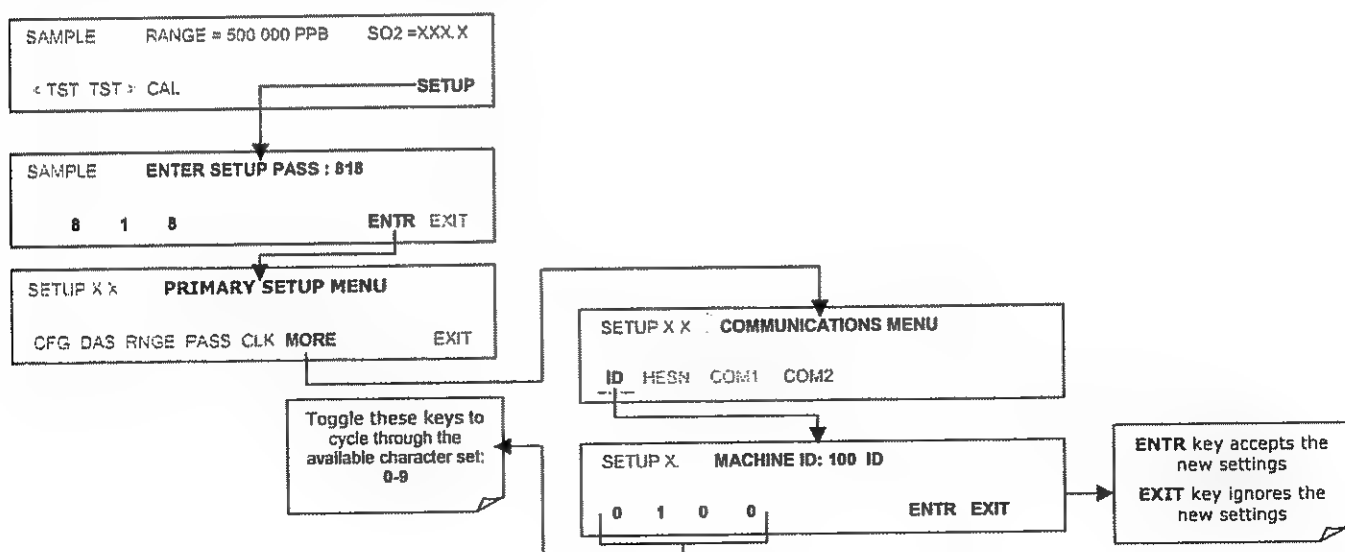 SAMPLE RANGE = 500 000 PPB SO2 =XXX.X
< TST TST > CAL SETUP
SAMPLE ENTER SETUP PASS : 818
8 1 8 ENTR EXIT
SETUP X X PRIMARY SETUP MENU
CFG DAS RNGE PASS CLK MORE EXIT
SETUP X X : COMMUNICATIONS MENU
ID HESN COM1 COM2
Toggle these keys to
cycle through the
available character set:
0-9
SETUP X. MACHINE ID: 100 ID
0 1 0 0 ENTR EXIT
ENTR key accepts the
new settings
EXIT key ignores the
new settings